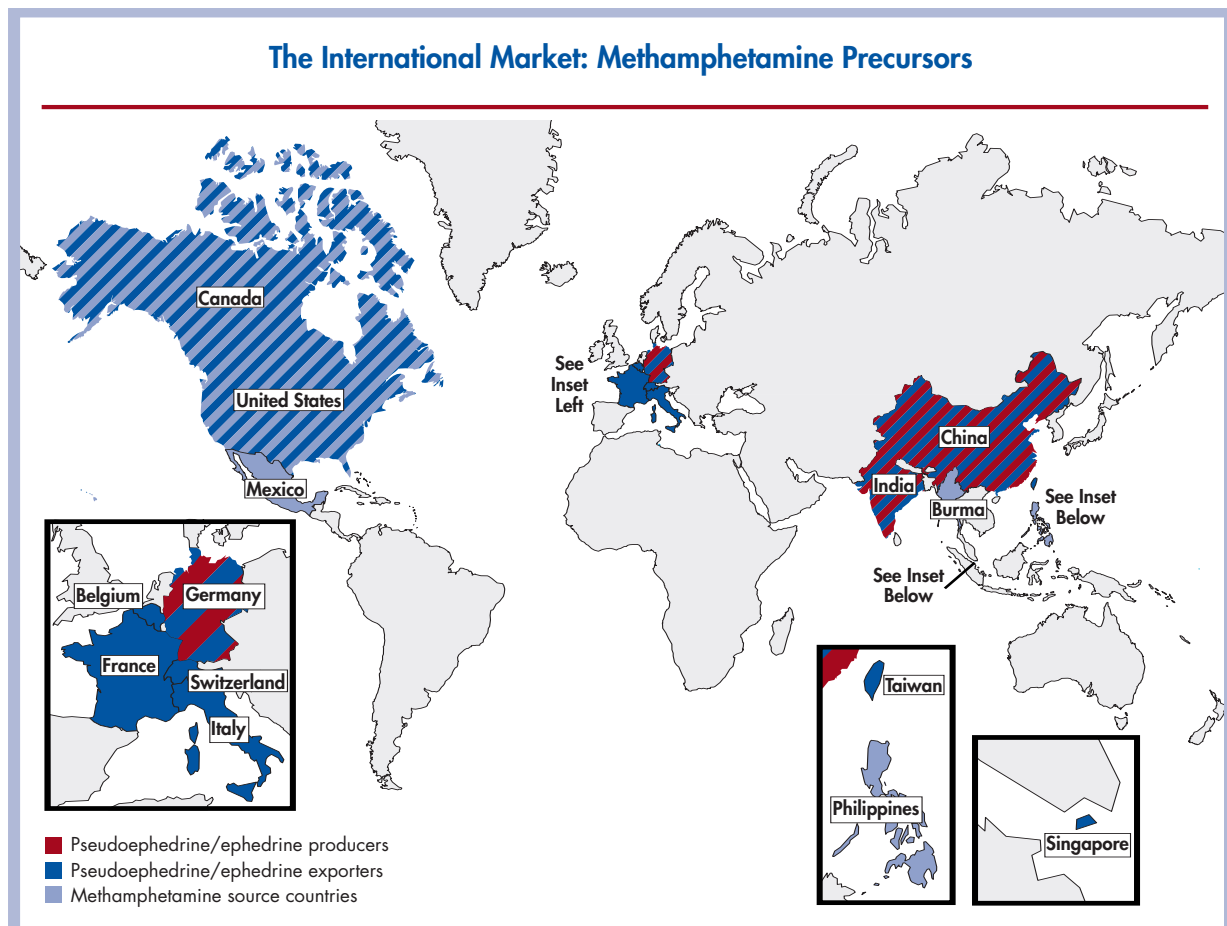 The International Market: Methamphetamine Precursors
Canada
United States
Mexico
See
Inset
Left
China
India
Burma
See Inset
Below
See Inset
Below
Belgium
Germany
France
Switzerland
Italy
Taiwan
Philippines
Singapore
Pseudoephedrine/ephedrine producers
Pseudoephedrine/ephedrine exporters
Methamphetamine source countries